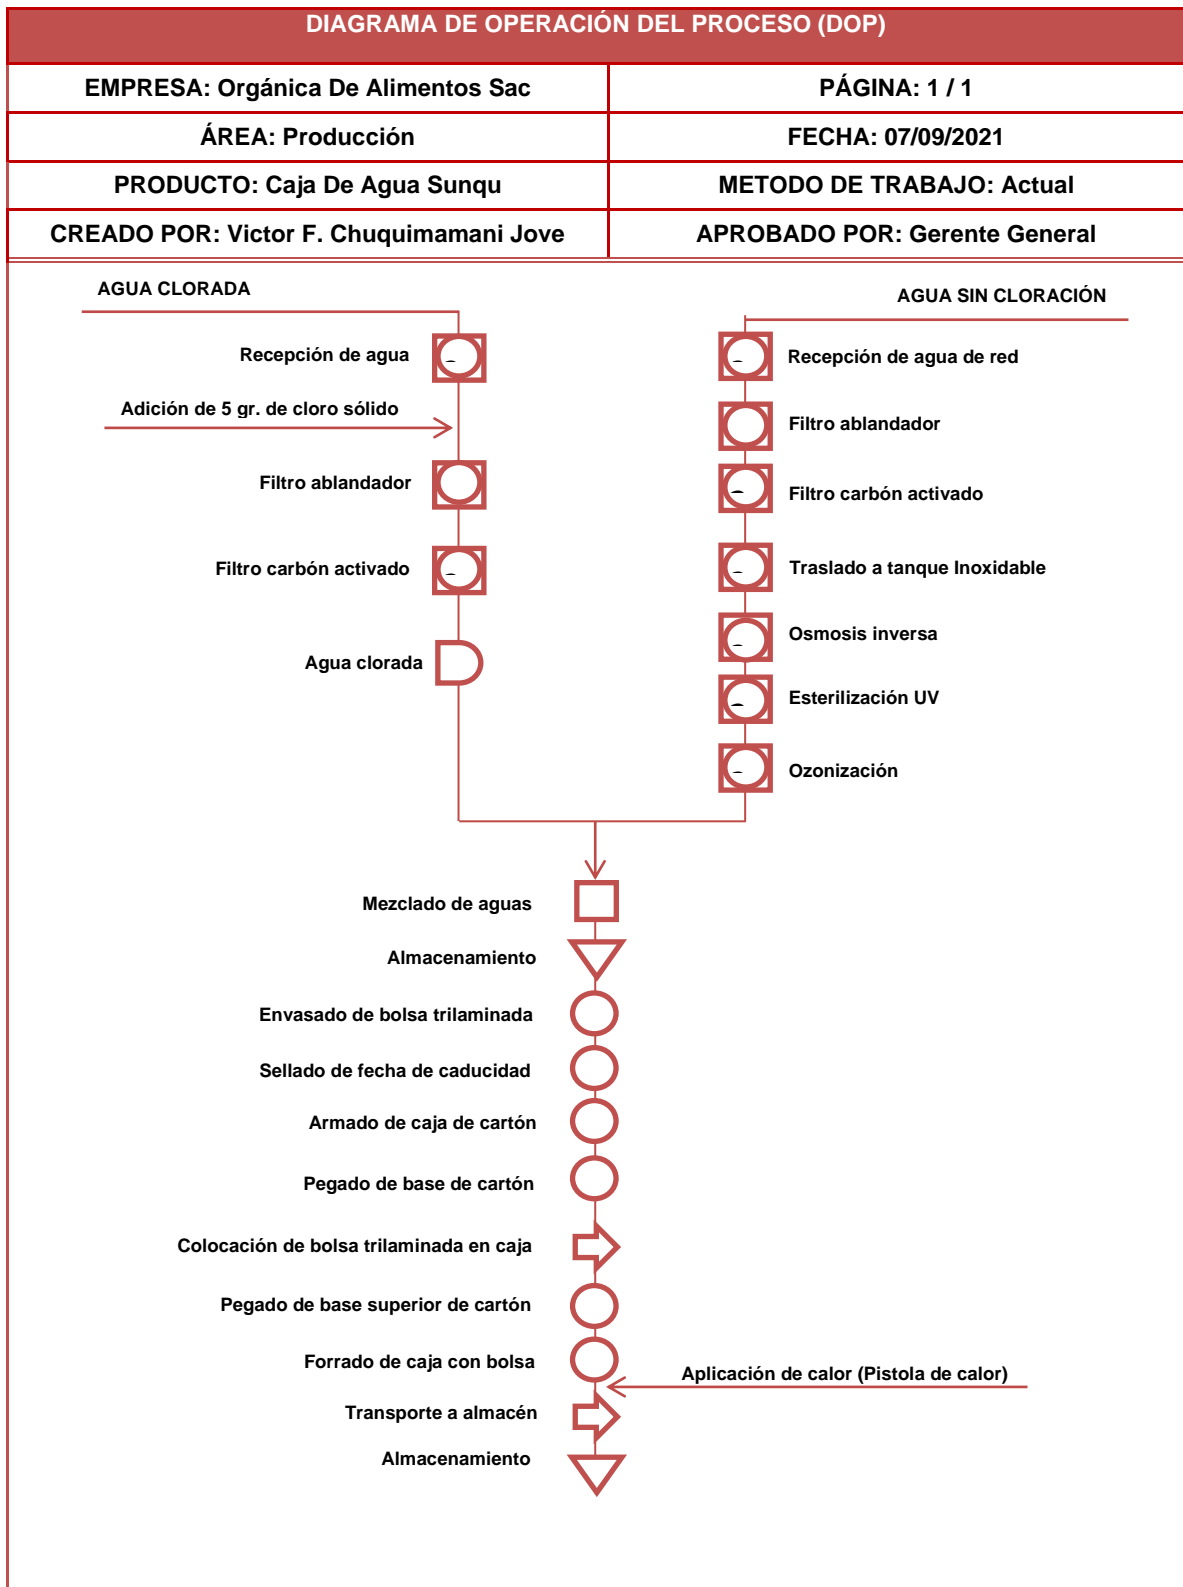 DIAGRAMA DE OPERACIÓN DEL PROCESO (DOP)
EMPRESA: Orgánica De Alimentos Sac
PÁGINA: 1 / 1
ÁREA: Producción
FECHA: 07/09/2021
PRODUCTO: Caja De Agua Sunqu
METODO DE TRABAJO: Actual
CREADO POR: Victor F. Chuquimamani Jove
APROBADO POR: Gerente General
AGUA CLORADA
Recepción de agua
Adición de 5 gr. de cloro sólido
Filtro ablandador
Filtro carbón activado
Agua clorada
AGUA SIN CLORACIÓN
Recepción de agua de red
Filtro ablandador
Filtro carbón activado
Traslado a tanque Inoxidable
Osmosis inversa
Esterilización UV
Ozonización
Mezclado de aguas
Almacenamiento
Envasado de bolsa trilaminada
Sellado de fecha de caducidad
Armado de caja de cartón
Pegado de base de cartón
Colocación de bolsa trilaminada en caja
Pegado de base superior de cartón
Forrado de caja con bolsa
Aplicación de calor (Pistola de calor)
Transporte a almacén
Almacenamiento